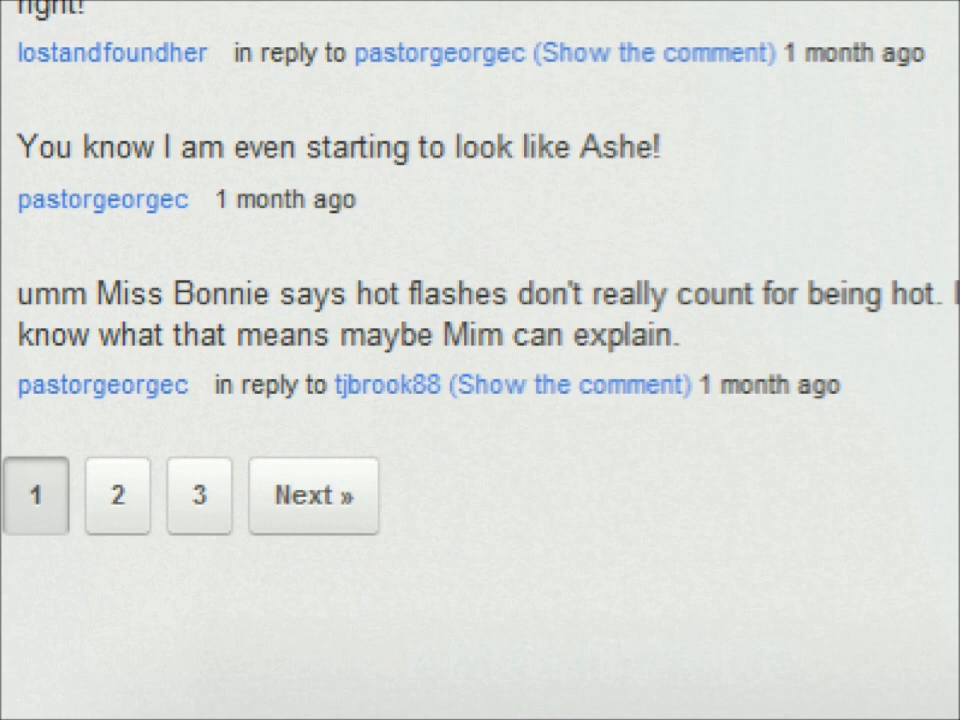 right!
lostandfoundher in reply to pastorgeorgec (Show the comment) 1 month ago
You know I am even starting to look like Ashe!
pastorgeorgec 1 month ago
umm Miss Bonnie says hot flashes don't really count for being hot.
know what that means maybe Mim can explain.
pastorgeorgec in reply to tjbrook88 (Show the comment) 1 month ago
1 2 3 Next »